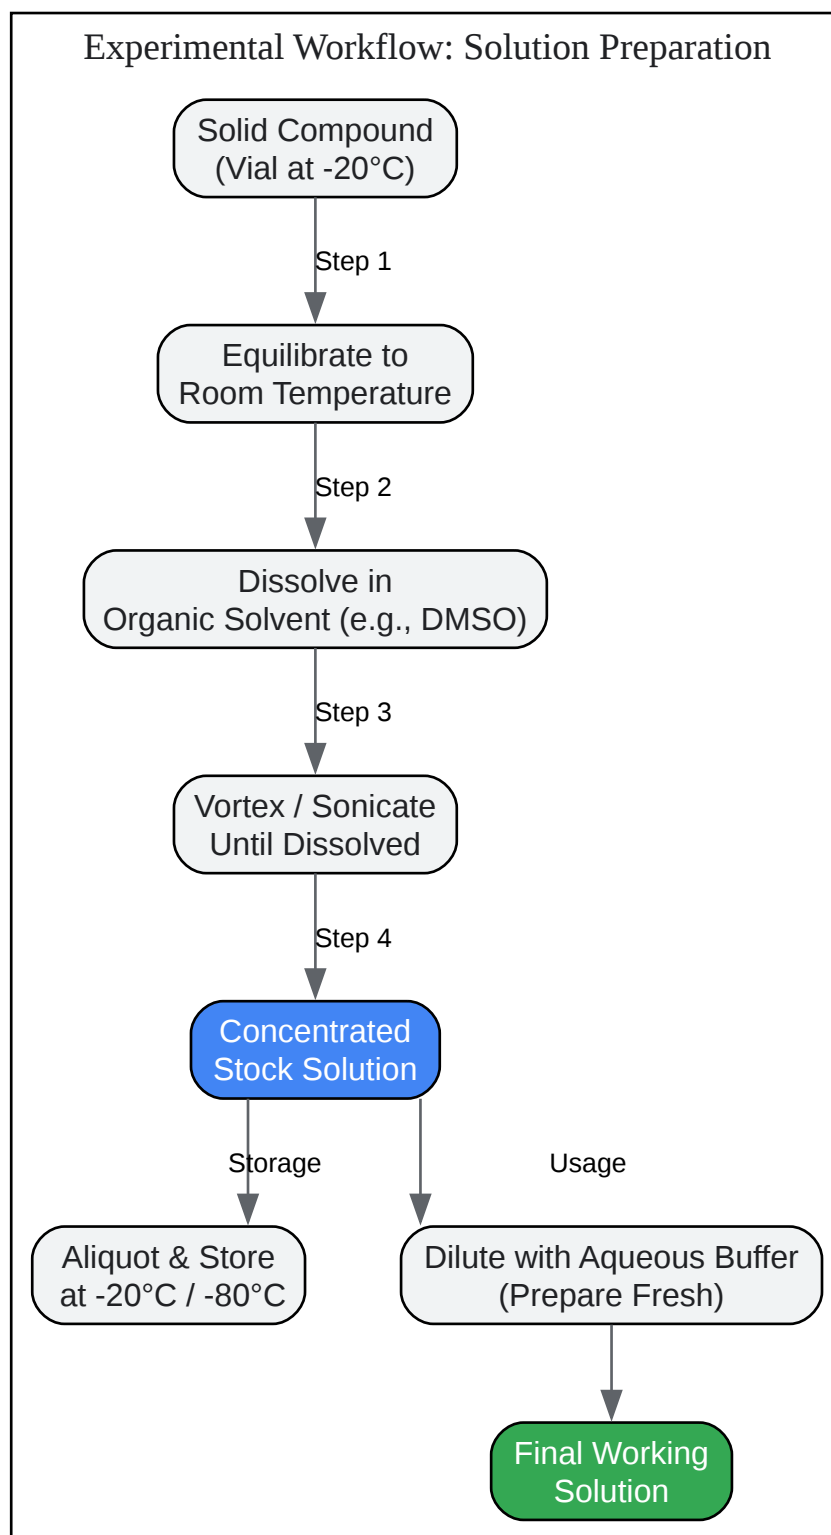 Experimental Workflow: Solution Preparation
Solid Compound
(Vial at -20°C)
Step 1
Equilibrate to
Room Temperature
Step 2
Dissolve in
Organic Solvent (e.g., DMSO)
Step 3
Vortex / Sonicate
Until Dissolved
Step 4
Concentrated
Stock Solution
Storage
Usage
Aliquot & Store
at -20°C / -80°C
Dilute with Aqueous Buffer
(Prepare Fresh)
Final Working
Solution